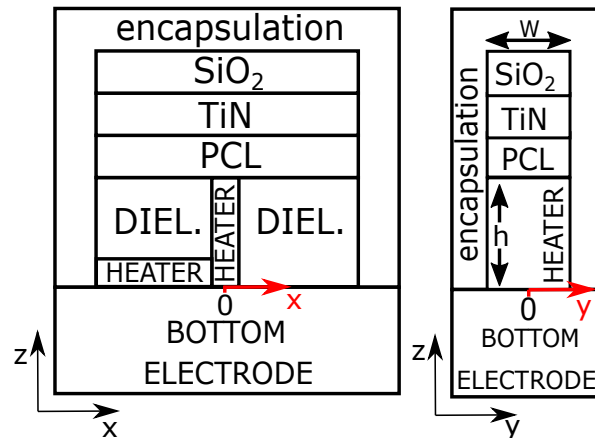 encapsulation
SiO₂
TiN
PCL
DIEL.
HEATER
DIEL.
HEATER
0
x
BOTTOM
ELECTRODE
z
x
w
SiO₂
TiN
PCL
encapsulation
h
HEATER
0
y
BOTTOM
ELECTRODE
z
y